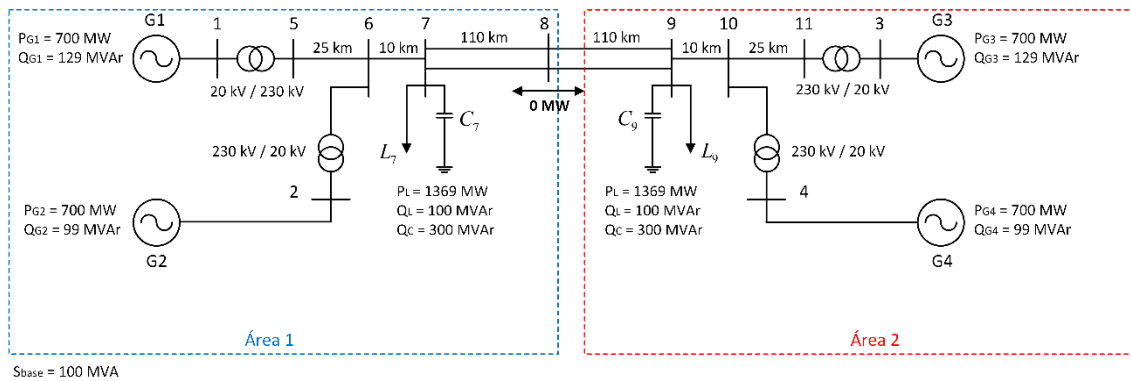 G1
PG1 = 700 MW
QG1 = 129 MVAr
1
5
6
7
8
9
10
11
3
G3
PG3 = 700 MW
QG3 = 129 MVAr
25 km
10 km
110 km
110 km
10 km
25 km
20 kV / 230 kV
0 MW
230 kV / 20 kV
C7
C9
L7
L9
230 kV / 20 kV
230 kV / 20 kV
2
4
PL = 1369 MW
QL = 100 MVAr
QC = 300 MVAr
PL = 1369 MW
QL = 100 MVAr
QC = 300 MVAr
PG2 = 700 MW
QG2 = 99 MVAr
G2
PG4 = 700 MW
QG4 = 99 MVAr
G4
Área 1
Área 2
Sbase = 100 MVA